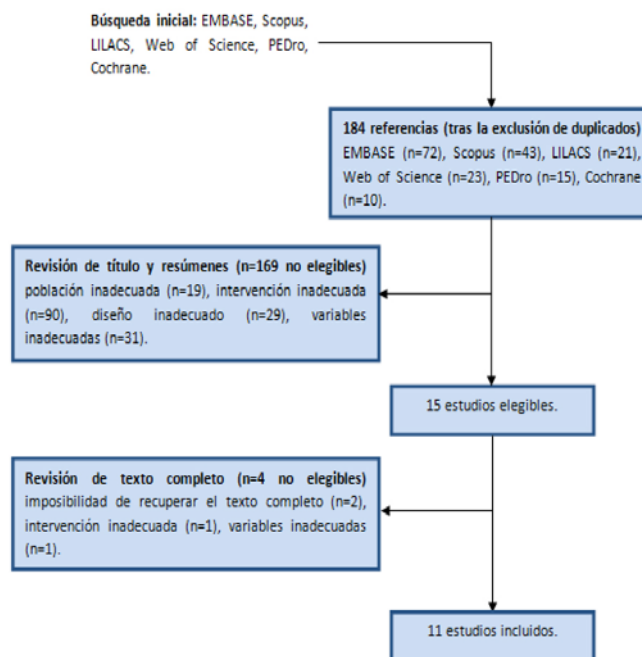 Búsqueda inicial: EMBASE, Scopus,
LILACS, Web of Science, PEDro,
Cochrane.
184 referencias (tras la exclusión de duplicados)
EMBASE (n=72), Scopus (n=43), LILACS (n=21),
Web of Science (n=23), PEDro (n=15), Cochrane
(n=10).
Revisión de título y resúmenes (n=169 no elegibles)
población inadecuada (n=19), intervención inadecuada
(n=90), diseño inadecuado (n=29), variables
inadecuadas (n=31).
15 estudios elegibles.
Revisión de texto completo (n=4 no elegibles)
imposibilidad de recuperar el texto completo (n=2),
intervención inadecuada (n=1), variables inadecuadas
(n=1).
11 estudios incluidos.